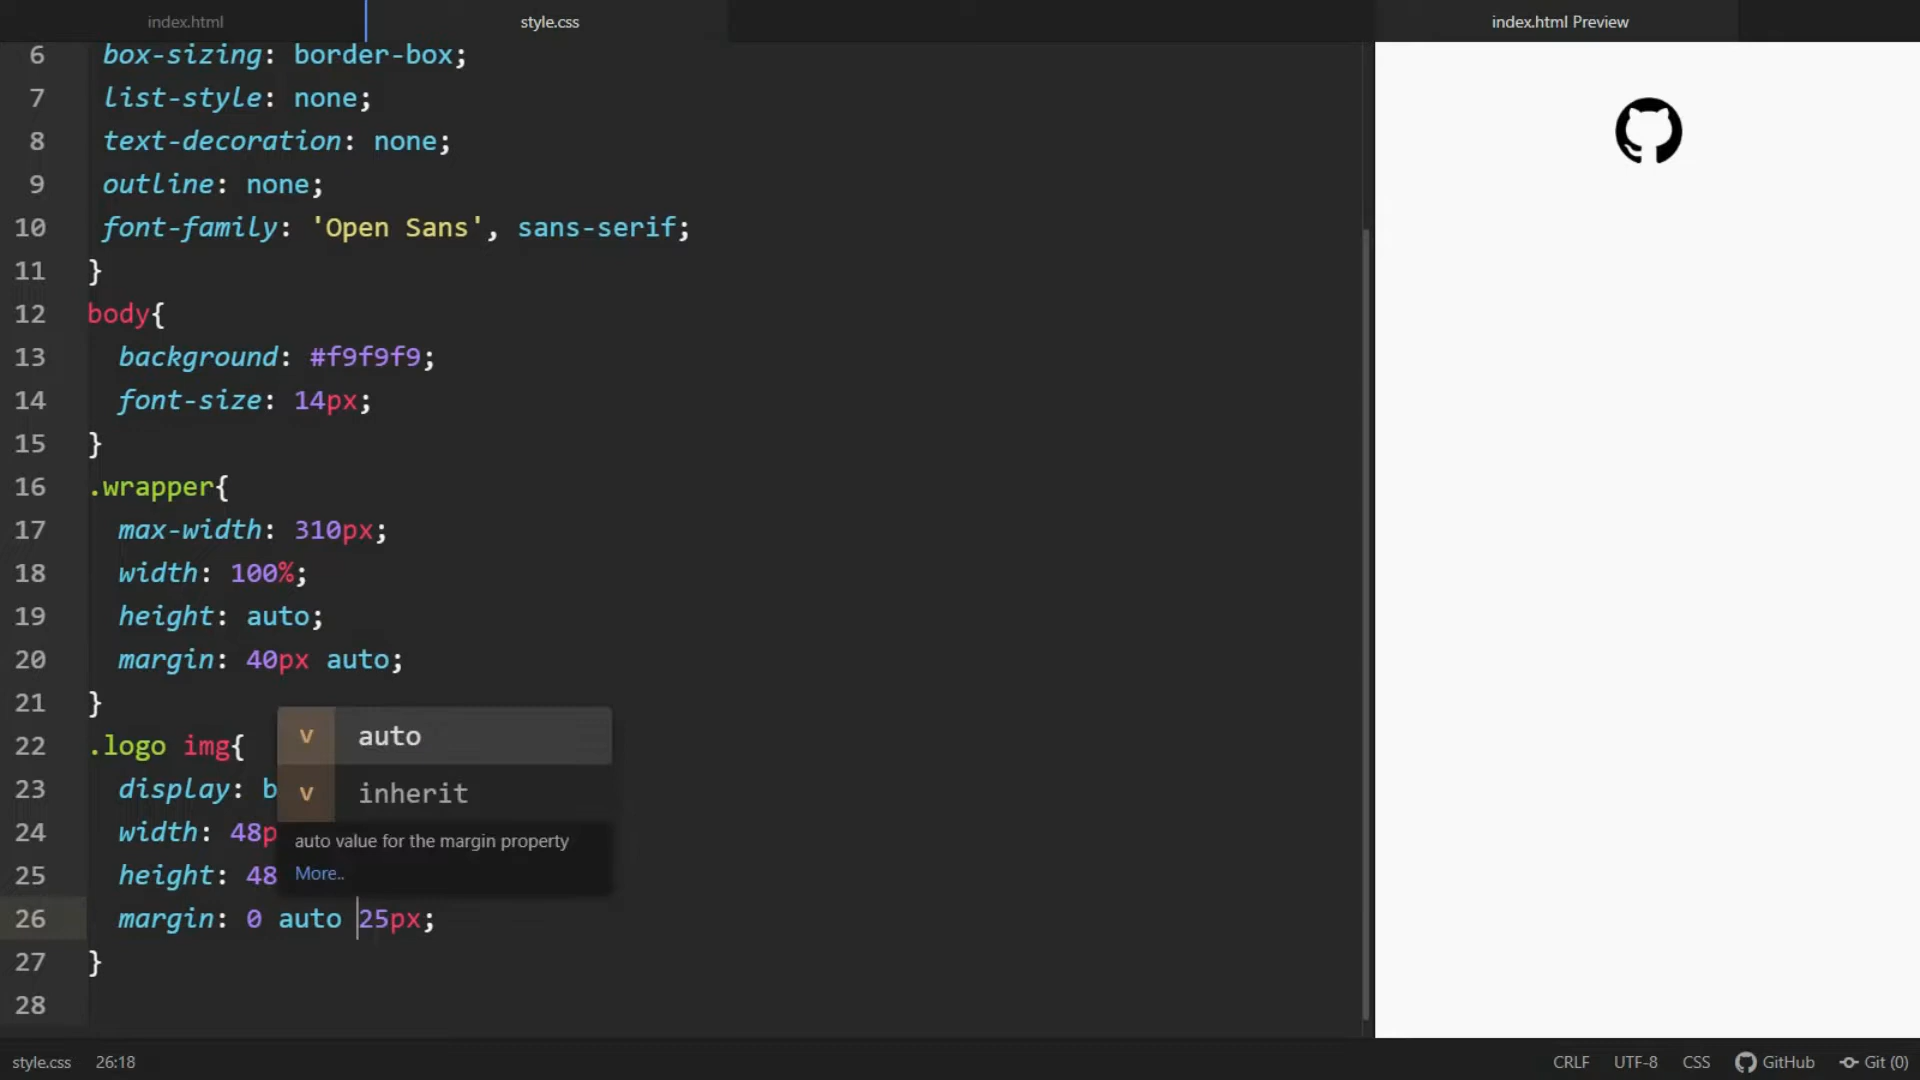 index.html
style.css
index.html Preview
6 box-sizing: border-box;
7 list-style: none;
8 text-decoration: none;
9 outline: none;
10 font-family: 'Open Sans', sans-serif;
11 }
12 body{
13 background: #f9f9f9;
14 font-size: 14px;
15 }
16 .wrapper{
17 max-width: 310px;
18 width: 100%;
19 height: auto;
20 margin: 40px auto;
21 }
22 .logo img{
v auto
23 display: b
v inherit
24 width: 48p
auto value for the margin property
25 height: 48
More..
26 margin: 0 auto 25px;
27 }
28
style.css 26:18
CRLF UTF-8 CSS GitHub Git (0)